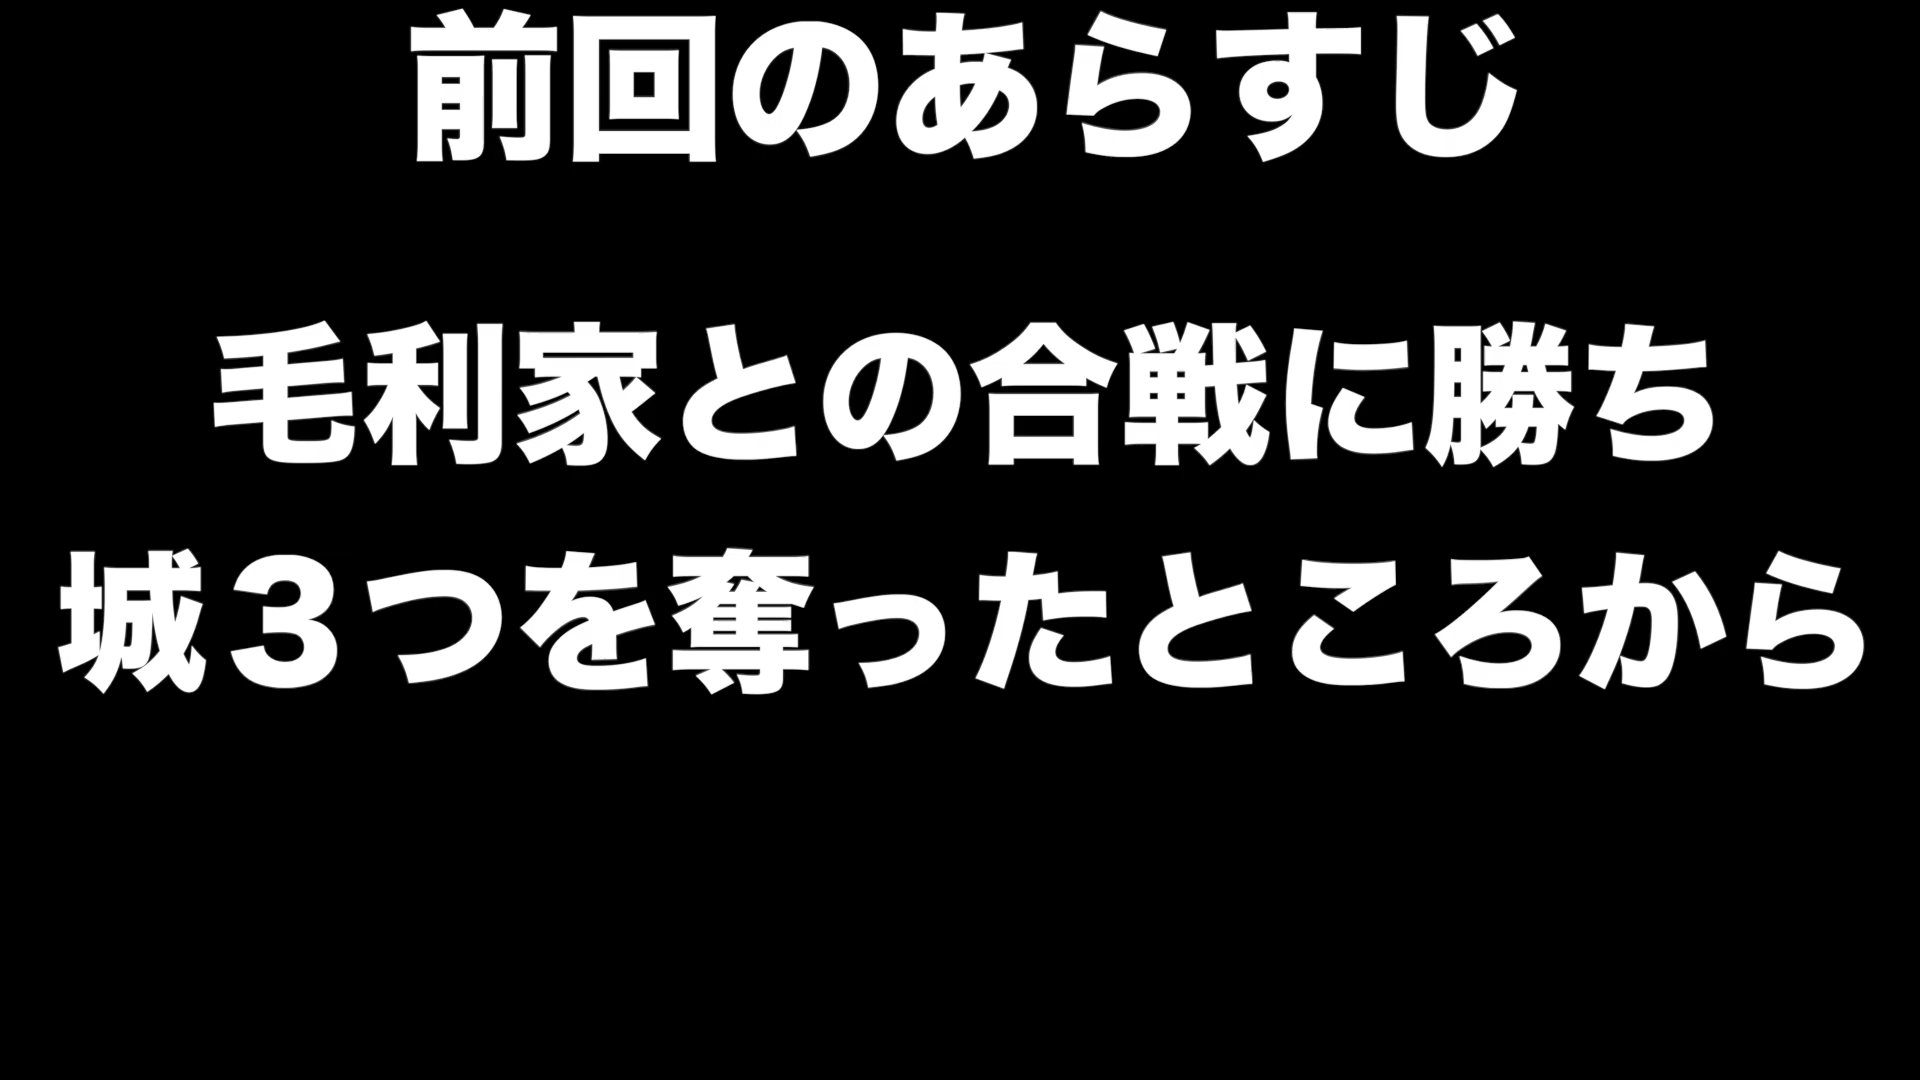 前回のあらすじ
毛利家との合戦に勝ち
城３つを奪ったところから